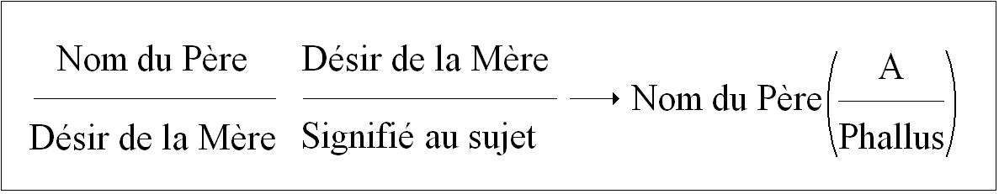 Nom du Père Désir de la Mère
Désir de la Mère Signifié au sujet
Nom du Père
A
Phallus